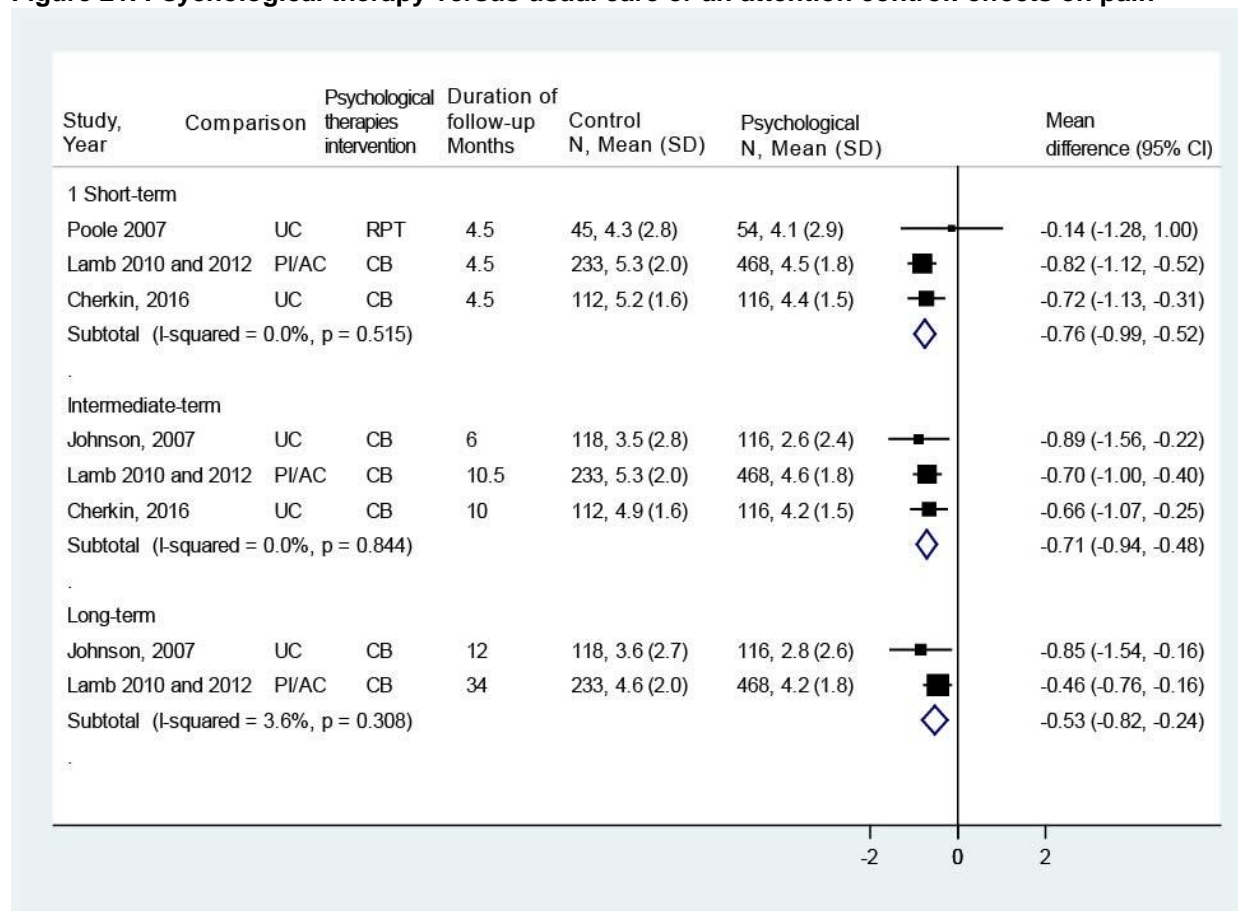 Study, Year Comparison Psychological therapies intervention Duration of follow-up Months Control N, Mean (SD) Psychological N, Mean (SD) Mean difference (95% CI)
1 Short-term
Poole 2007 UC RPT 4.5 45, 4.3 (2.8) 54, 4.1 (2.9) -0.14 (-1.28, 1.00)
Lamb 2010 and 2012 PI/AC CB 4.5 233, 5.3 (2.0) 468, 4.5 (1.8) -0.82 (-1.12, -0.52)
Cherkin, 2016 UC CB 4.5 112, 5.2 (1.6) 116, 4.4 (1.5) -0.72 (-1.13, -0.31)
Subtotal (I-squared = 0.0%, p = 0.515) -0.76 (-0.99, -0.52)
.
Intermediate-term
Johnson, 2007 UC CB 6 118, 3.5 (2.8) 116, 2.6 (2.4) -0.89 (-1.56, -0.22)
Lamb 2010 and 2012 PI/AC CB 10.5 233, 5.3 (2.0) 468, 4.6 (1.8) -0.70 (-1.00, -0.40)
Cherkin, 2016 UC CB 10 112, 4.9 (1.6) 116, 4.2 (1.5) -0.66 (-1.07, -0.25)
Subtotal (I-squared = 0.0%, p = 0.844) -0.71 (-0.94, -0.48)
.
Long-term
Johnson, 2007 UC CB 12 118, 3.6 (2.7) 116, 2.8 (2.6) -0.85 (-1.54, -0.16)
Lamb 2010 and 2012 PI/AC CB 34 233, 4.6 (2.0) 468, 4.2 (1.8) -0.46 (-0.76, -0.16)
Subtotal (I-squared = 3.6%, p = 0.308) -0.53 (-0.82, -0.24)
.
-2 0 2